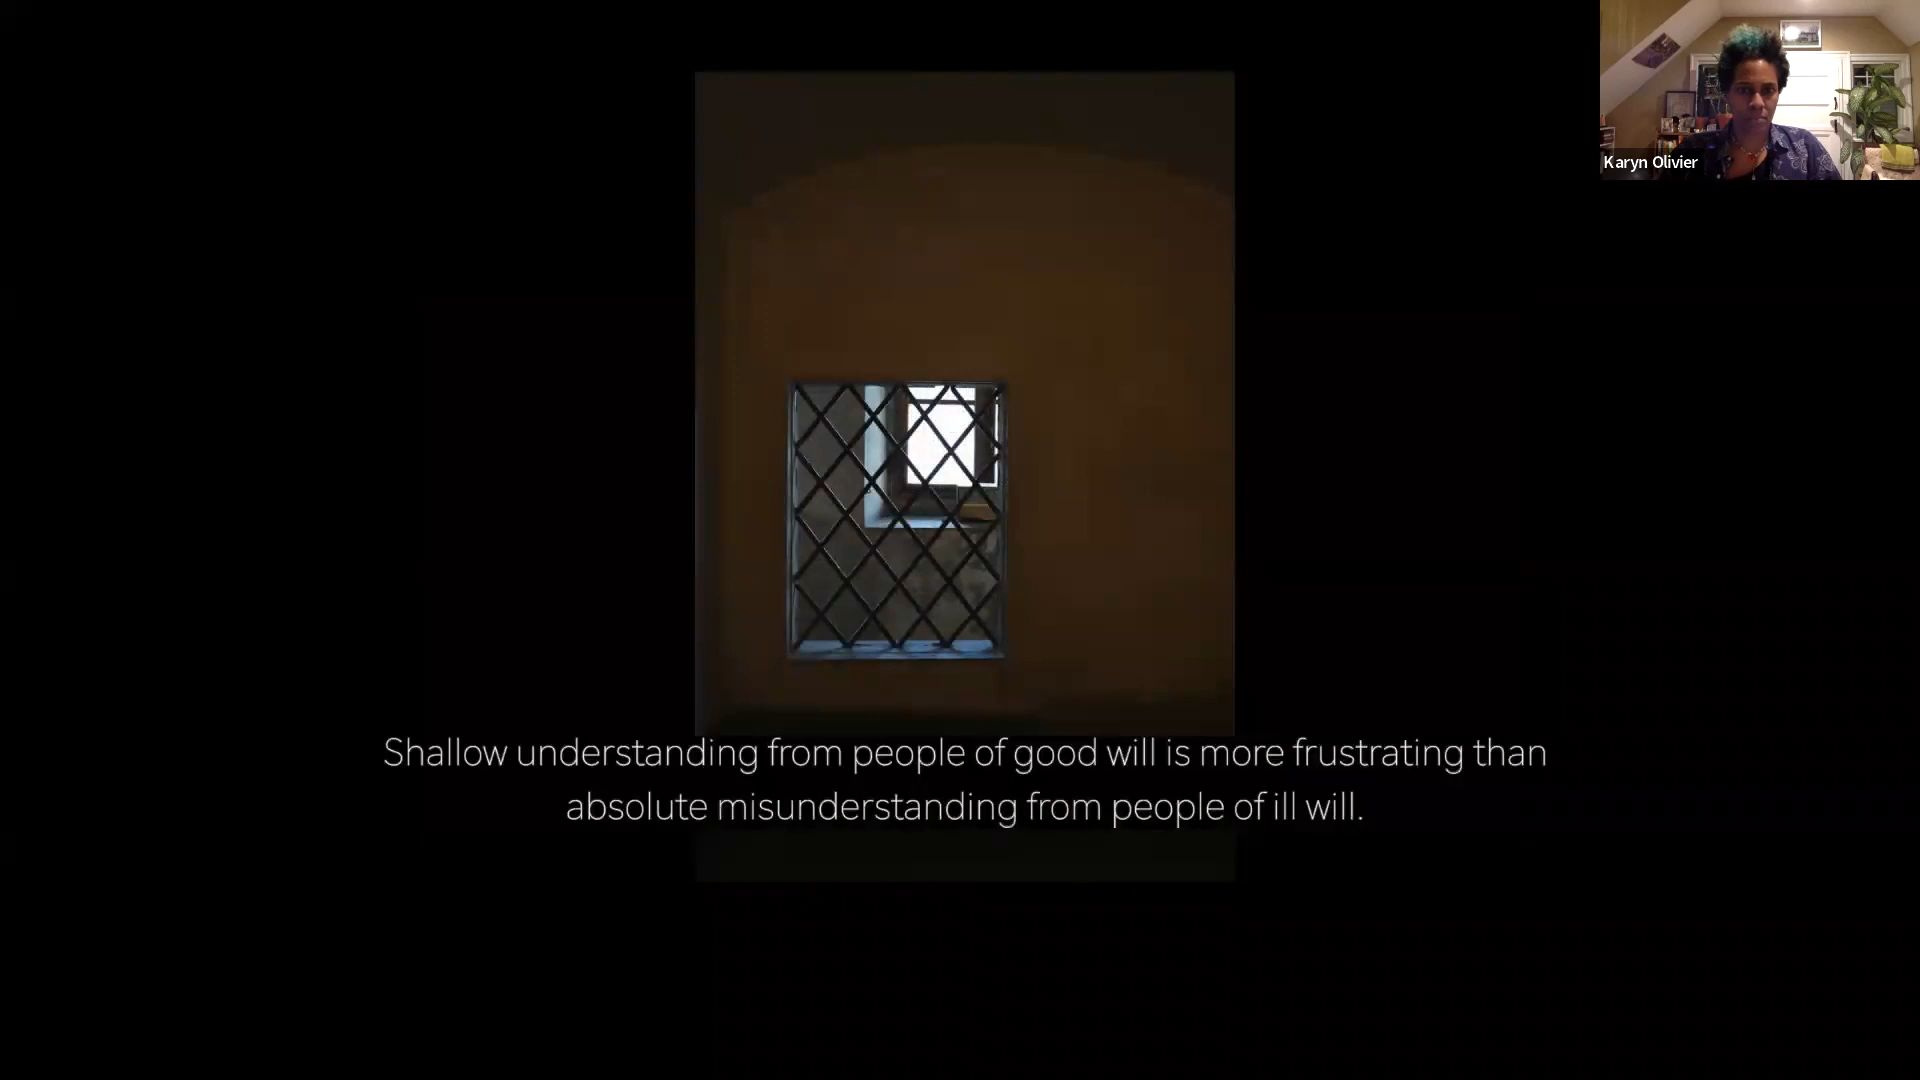 Karyn Olivier
Shallow understanding from people of good will is more frustrating than
absolute misunderstanding from people of ill will.